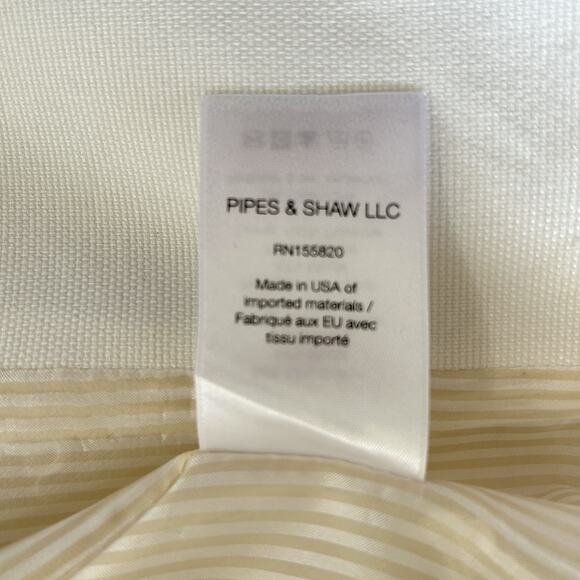 PIPES & SHAW LLC
RN155820
Made in USA of
imported materials /
Fabriqué aux EU avec
tissu importé